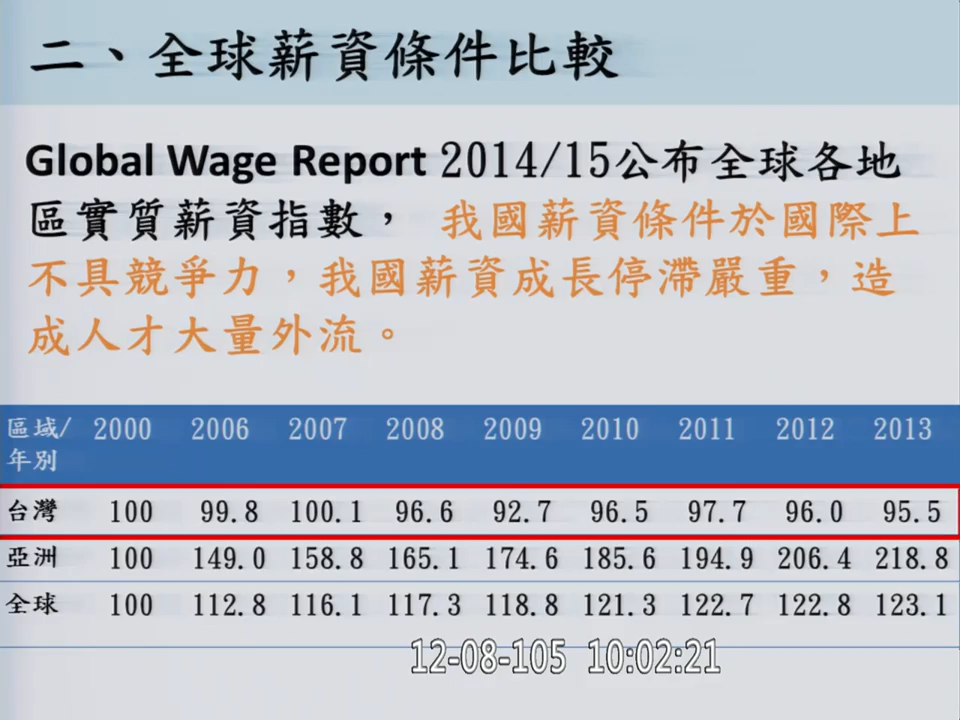 二、全球薪資條件比較
Global Wage Report 2014/15公布全球各地
區實質薪資指數， 我國薪資條件於國際上
不具競爭力，我國薪資成長停滯嚴重，造
成人才大量外流。
區域/年別 2000 2006 2007 2008 2009 2010 2011 2012 2013
台灣 100 99.8 100.1 96.6 92.7 96.5 97.7 96.0 95.5
亞洲 100 149.0 158.8 165.1 174.6 185.6 194.9 206.4 218.8
全球 100 112.8 116.1 117.3 118.8 121.3 122.7 122.8 123.1
12-08-105 10:02:21